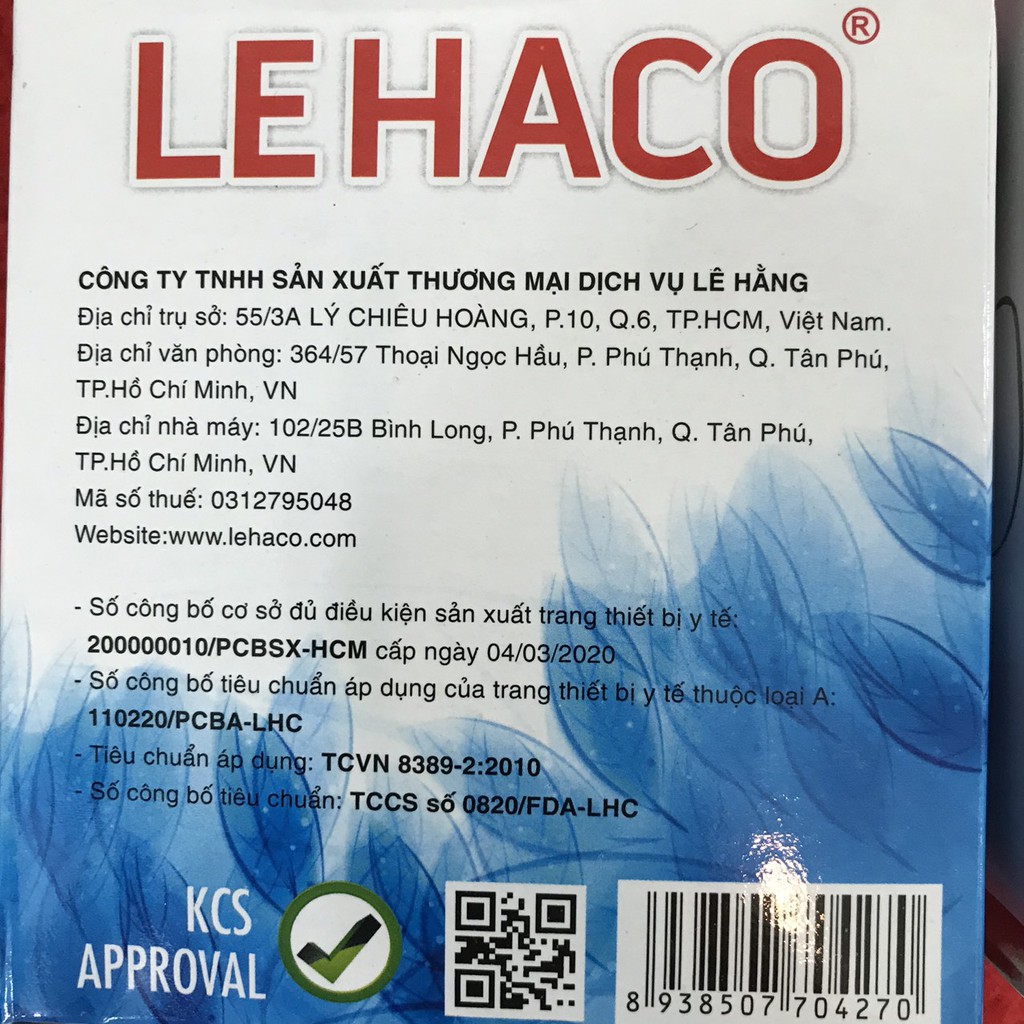 LEHACO®
CÔNG TY TNHH SẢN XUẤT THƯƠNG MẠI DỊCH VỤ LÊ HẰNG
Địa chỉ trụ sở: 55/3A LÝ CHIÊU HOÀNG, P.10, Q.6, TP.HCM, Việt Nam.
Địa chỉ văn phòng: 364/57 Thoại Ngọc Hầu, P. Phú Thạnh, Q. Tân Phú,
TP.Hồ Chí Minh, VN
Địa chỉ nhà máy: 102/25B Bình Long, P. Phú Thạnh, Q. Tân Phú,
TP.Hồ Chí Minh, VN
Mã số thuế: 0312795048
Website:www.lehaco.com
- Số công bố cơ sở đủ điều kiện sản xuất trang thiết bị y tế:
200000010/PCBSX-HCM cấp ngày 04/03/2020
- Số công bố tiêu chuẩn áp dụng của trang thiết bị y tế thuộc loại A:
110220/PCBA-LHC
- Tiêu chuẩn áp dụng: TCVN 8389-2:2010
- Số công bố tiêu chuẩn: TCCS số 0820/FDA-LHC
KCS
APPROVAL
8 938507 704270